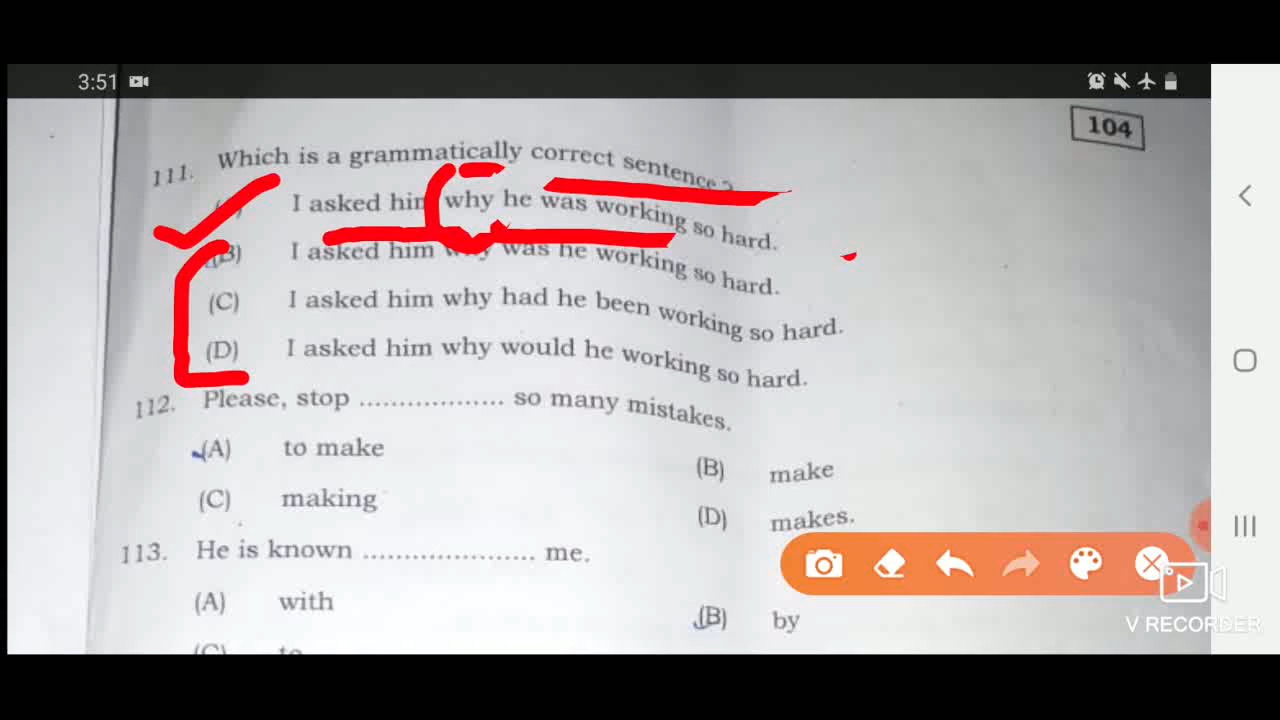 3:51
104
111. Which is a grammatically correct sentence?
I asked him why he was working so hard.
(B) I asked him why was he working so hard.
(C) I asked him why had he been working so hard.
(D) I asked him why would he working so hard.
112. Please, stop .................. so many mistakes.
(A) to make (B) make
(C) making (D) makes.
113. He is known ...................... me.
(A) with (B) by
(C) to
V RECORDER